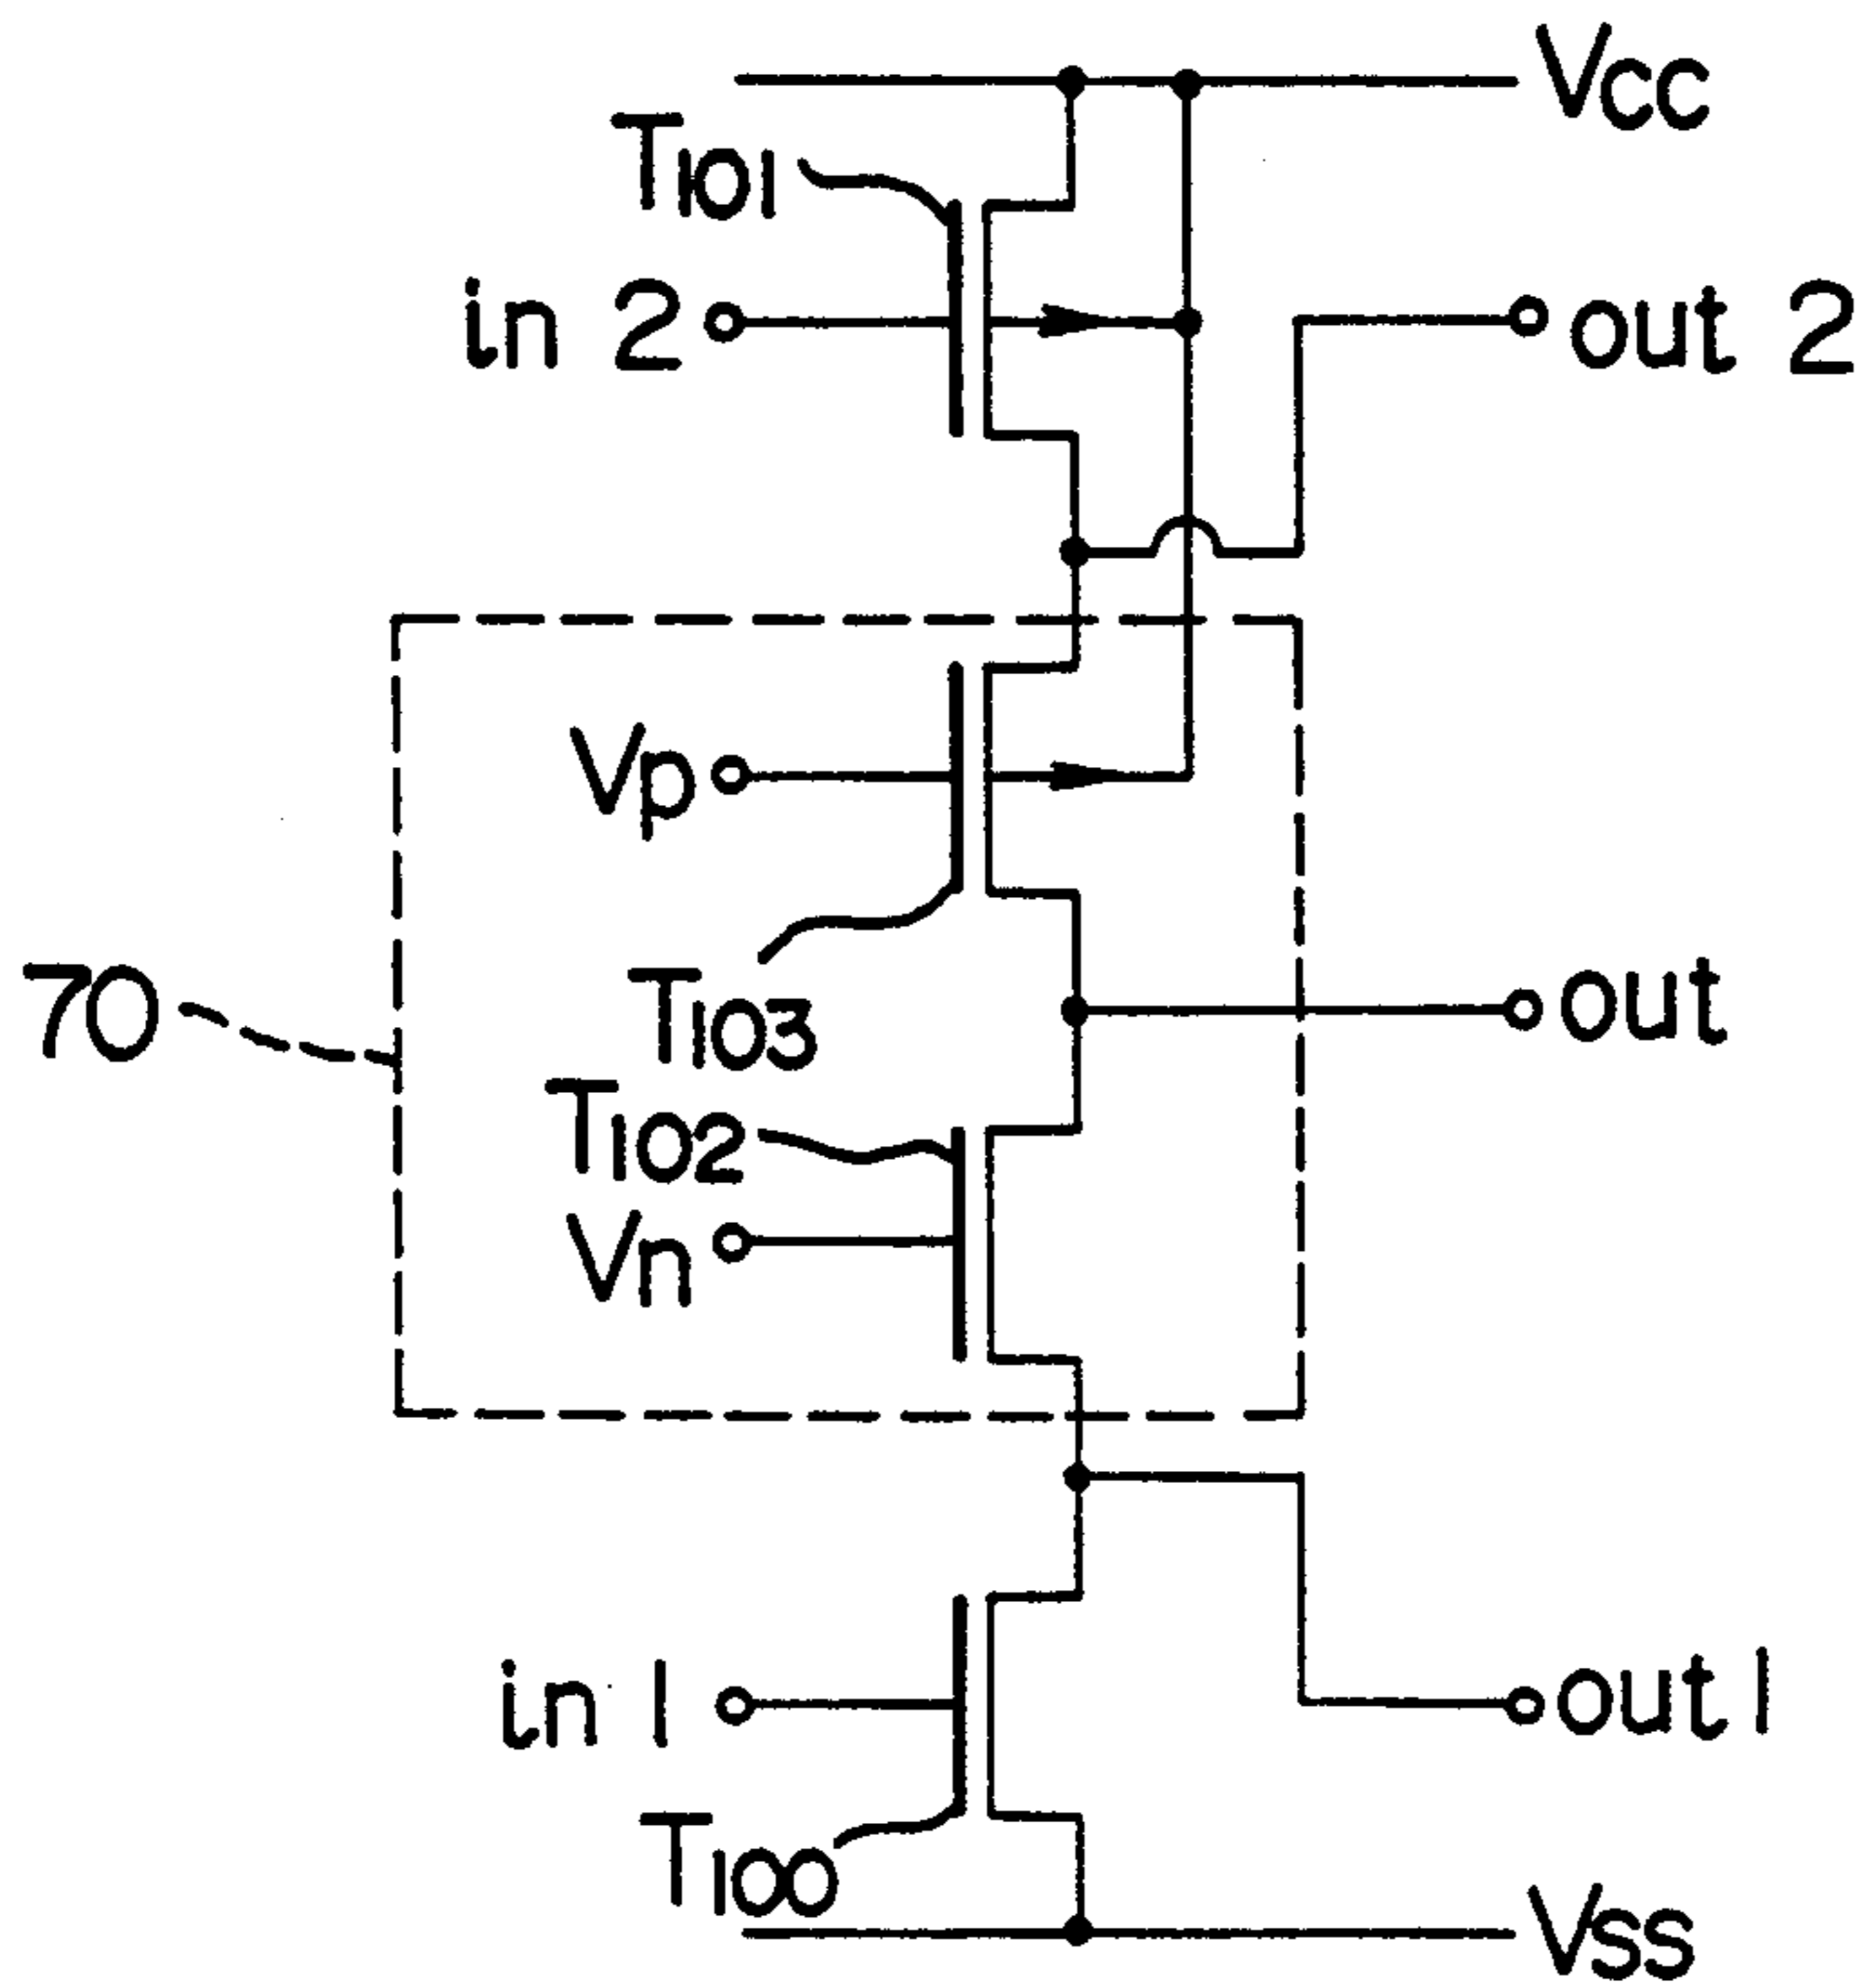 Vcc
T101
in 2
out 2
Vp
T103
70
out
T102
Vn
in 1
out 1
T100
Vss